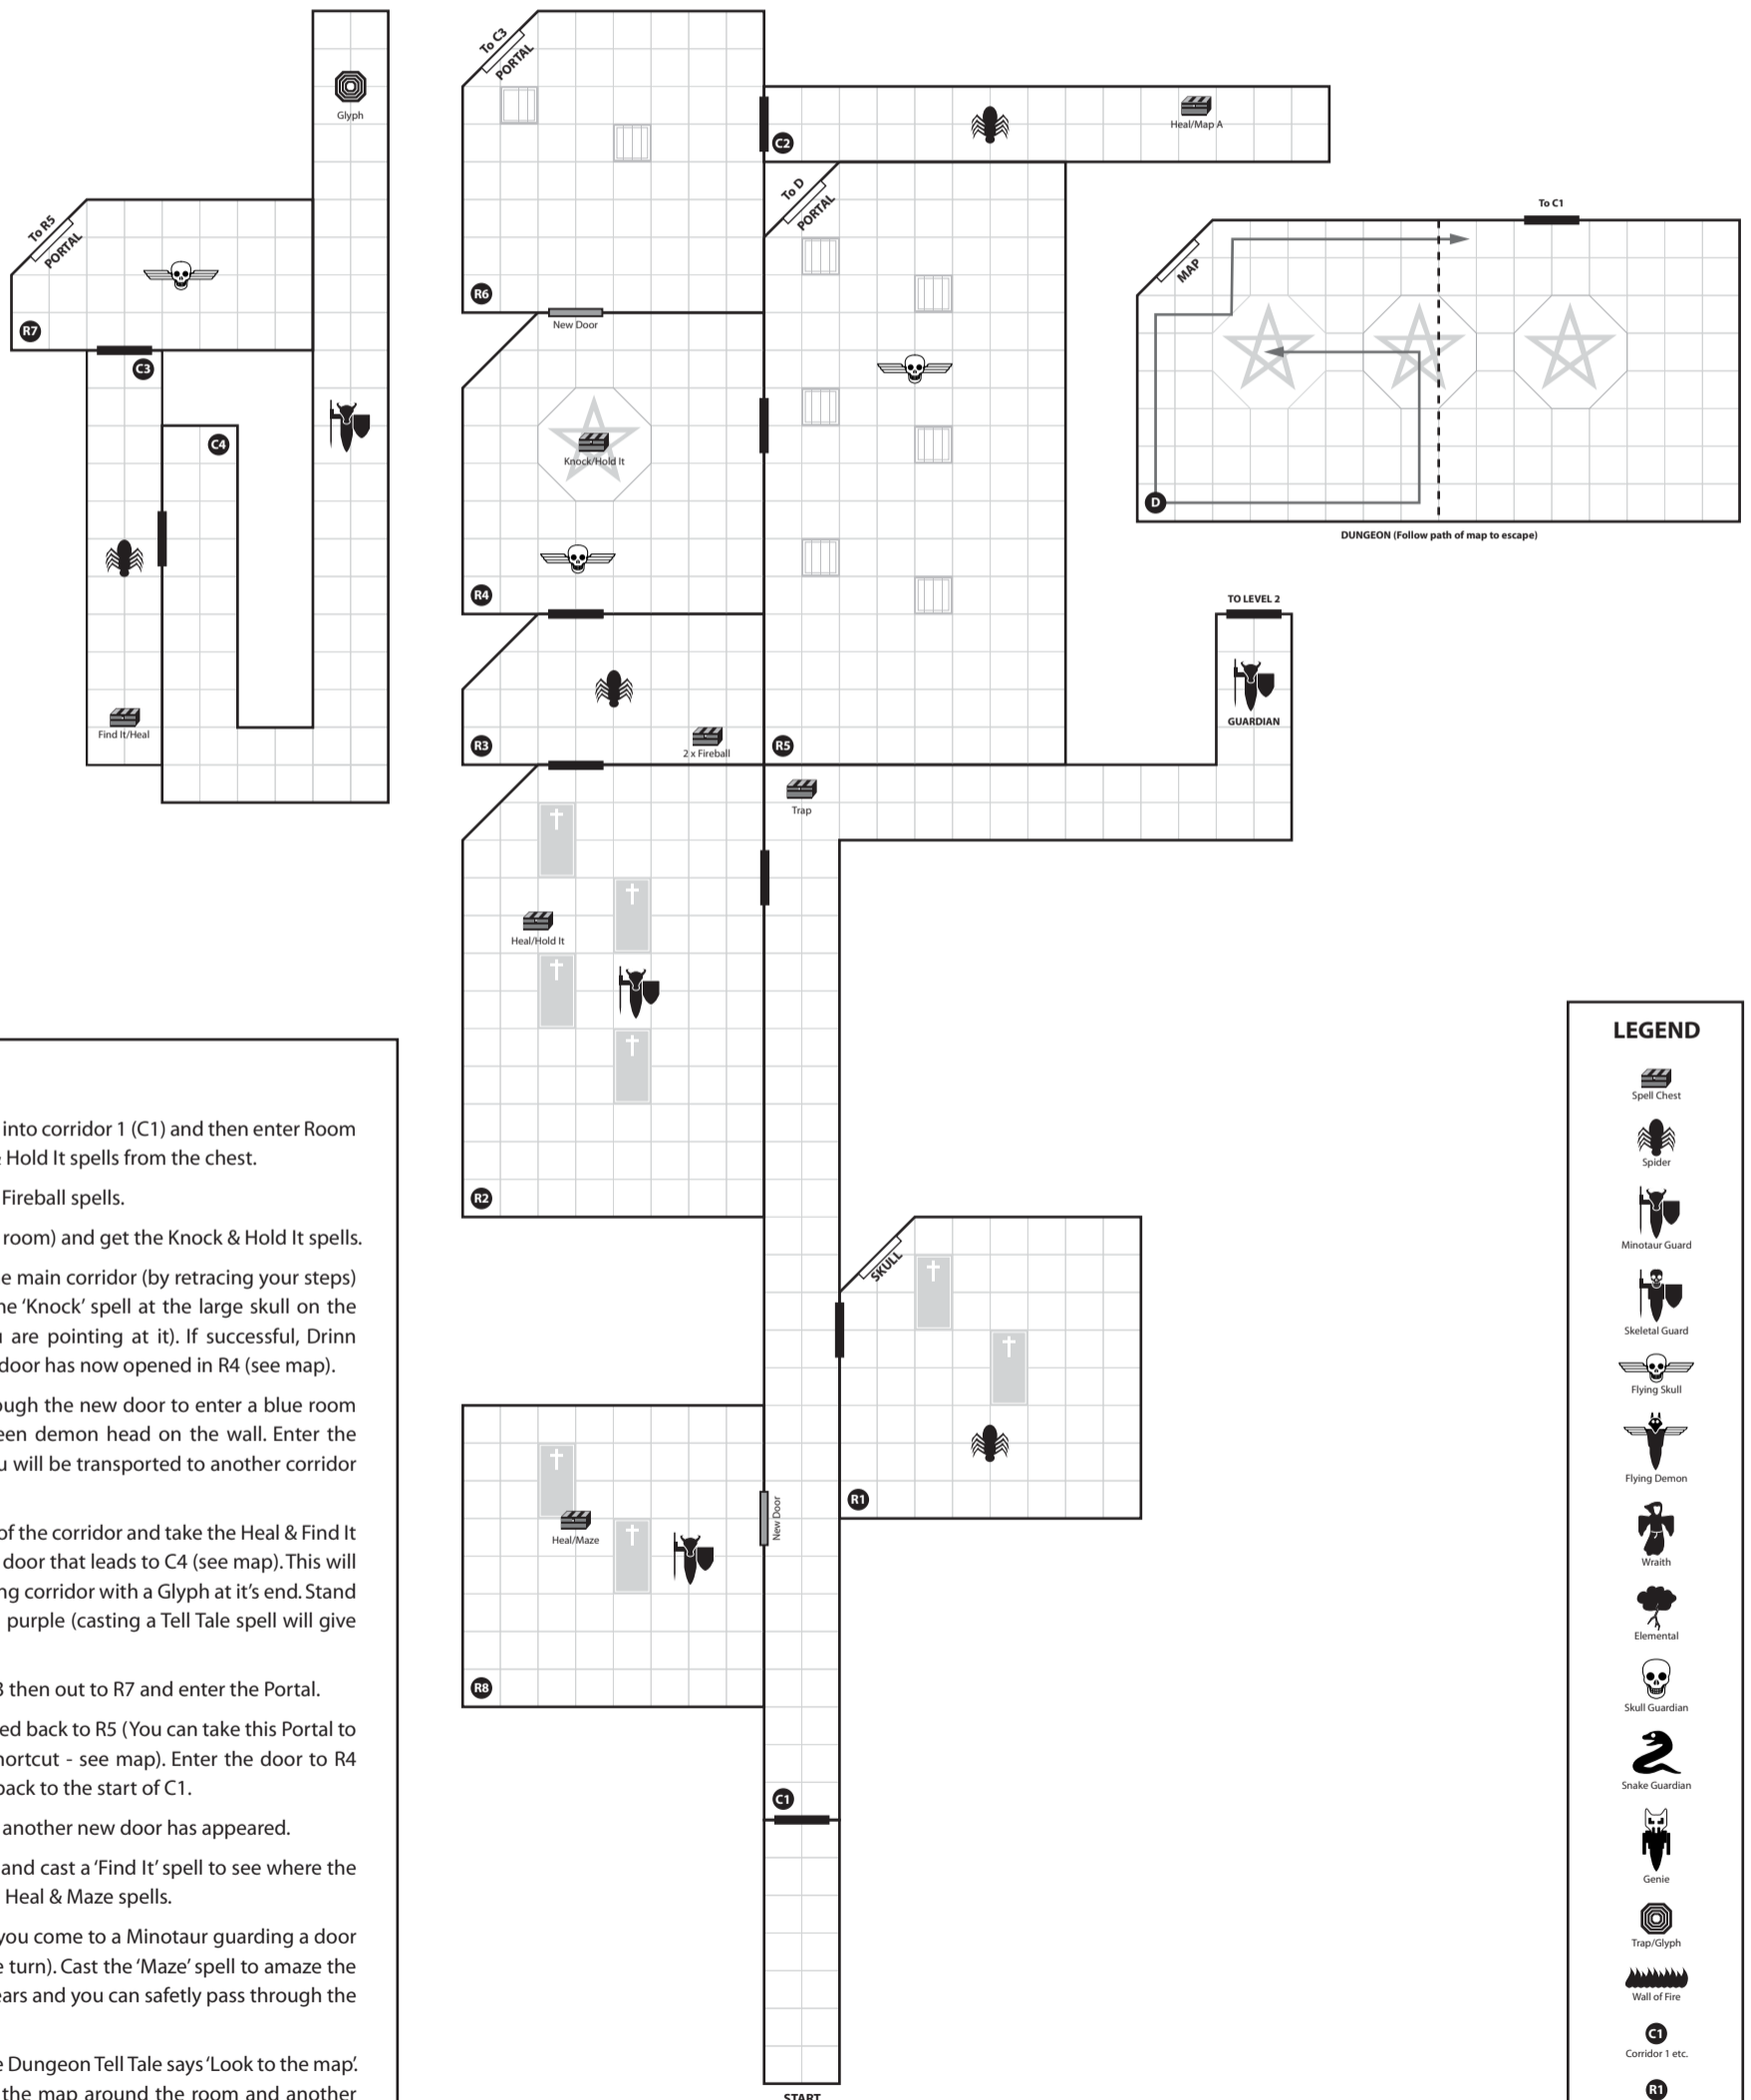 To C3
PORTAL
Glyph
C2
Heal/Map A
To D
PORTAL
To C1
To R5
PORTAL
MAP
R6
New Door
R7
C3
C4
Knock/Hold It
D
DUNGEON (Follow path of map to escape)
R4
TO LEVEL 2
GUARDIAN
Find It/Heal
R3
2 x Fireball
R5
Trap
Heal/Hold It
R2
SKULL
R1
New Door
Heal/Maze
R8
C1
START
into corridor 1 (C1) and then enter Room
& Hold It spells from the chest.
Fireball spells.
room) and get the Knock & Hold It spells.
e main corridor (by retracing your steps)
he 'Knock' spell at the large skull on the
u are pointing at it). If successful, Drinn
door has now opened in R4 (see map).
ough the new door to enter a blue room
een demon head on the wall. Enter the
u will be transported to another corridor
of the corridor and take the Heal & Find It
door that leads to C4 (see map). This will
ng corridor with a Glyph at it's end. Stand
purple (casting a Tell Tale spell will give
3 then out to R7 and enter the Portal.
ed back to R5 (You can take this Portal to
hortcut - see map). Enter the door to R4
back to the start of C1.
another new door has appeared.
and cast a 'Find It' spell to see where the
Heal & Maze spells.
you come to a Minotaur guarding a door
e turn). Cast the 'Maze' spell to amaze the
ears and you can safetly pass through the
e Dungeon Tell Tale says 'Look to the map'.
the map around the room and another
LEGEND
Spell Chest
Spider
Minotaur Guard
Skeletal Guard
Flying Skull
Flying Demon
Wraith
Elemental
Skull Guardian
Snake Guardian
Genie
Trap/Glyph
Wall of Fire
C1
Corridor 1 etc.
R1